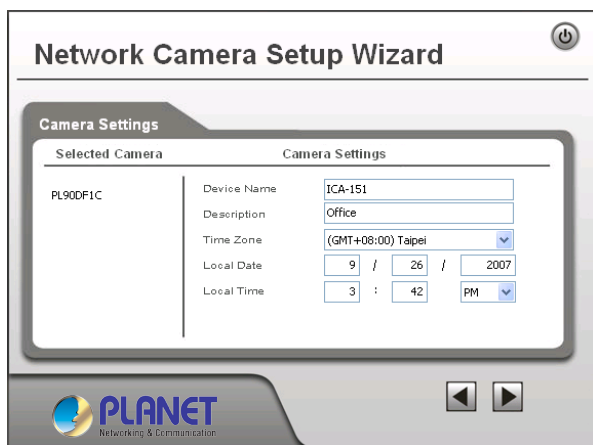 Network Camera Setup Wizard
Camera Settings
Selected Camera Camera Settings
PL90DF1C
Device Name ICA-151
Description Office
Time Zone (GMT+08:00) Taipei
Local Date 9 / 26 / 2007
Local Time 3 : 42 PM
PLANET
Networking & Communication